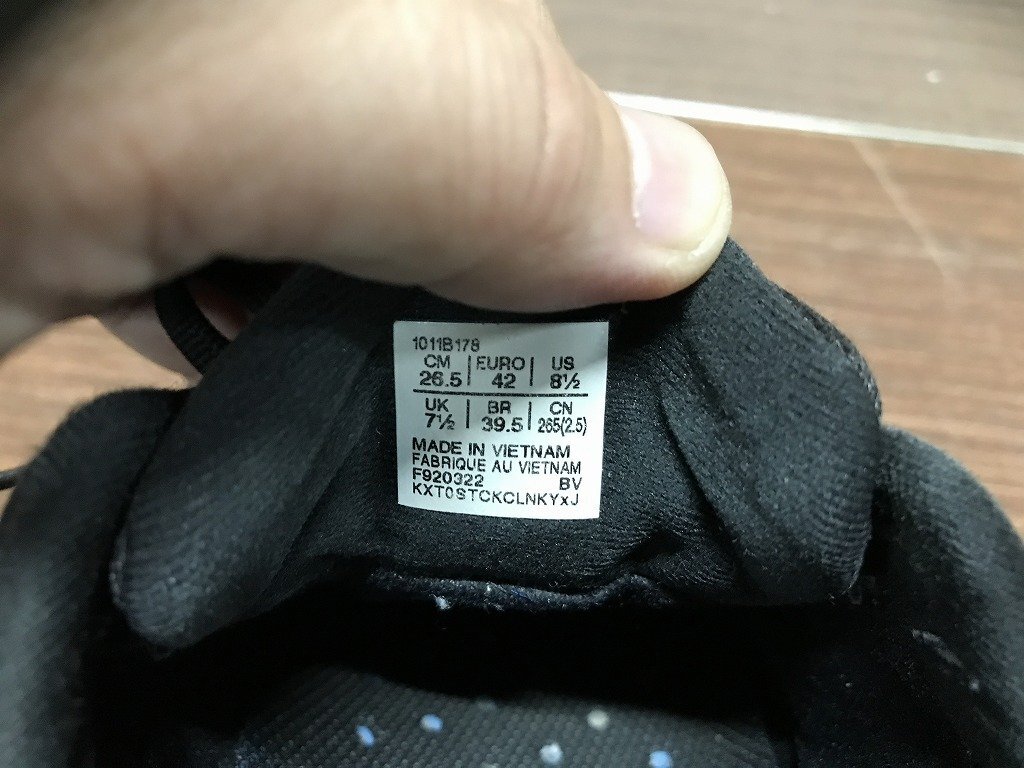 1011B178
CM EURO US
26.5 42 8½
UK BR CN
7½ 39.5 265(2.5)
MADE IN VIETNAM
FABRIQUE AU VIETNAM
F920322 BV
KXT0STCKCLNKYxJ